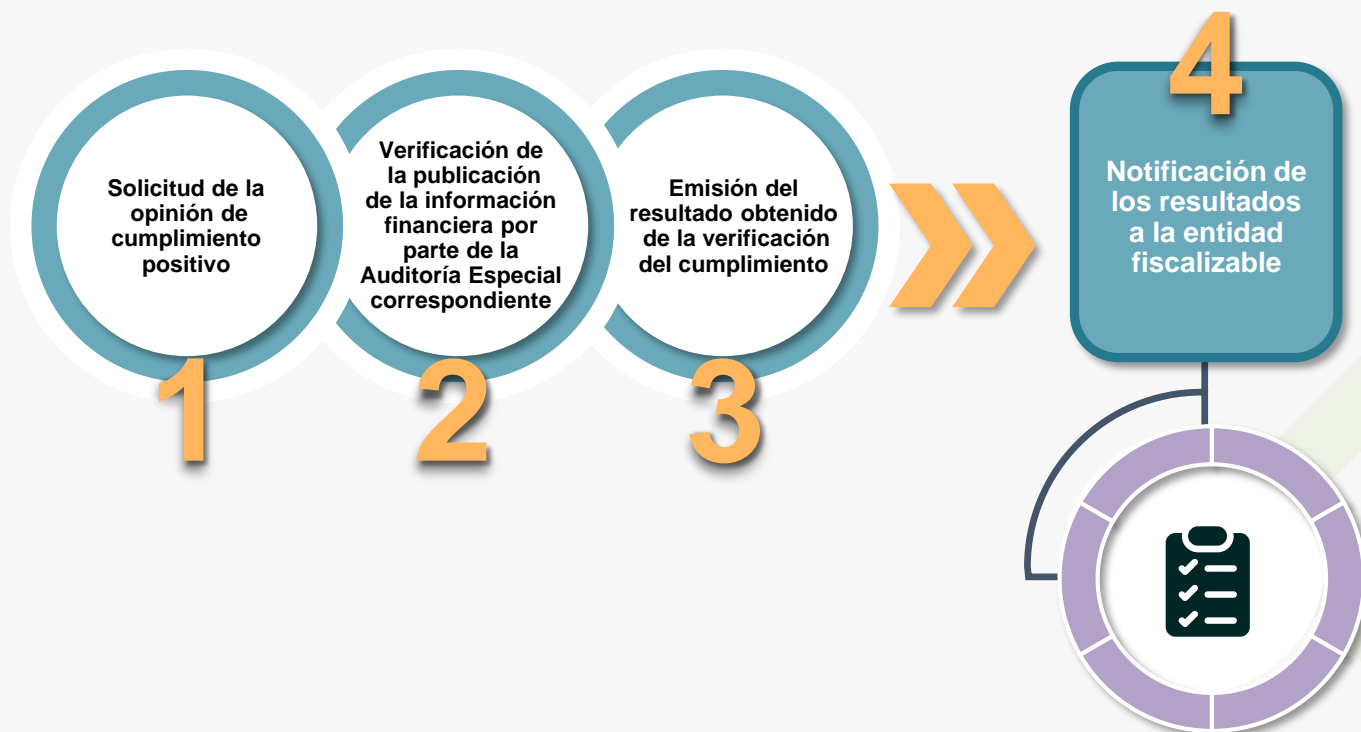 Solicitud de la
opinión de
cumplimiento
positivo
1
Verificación de
la publicación
de la información
financiera por
parte de la
Auditoría Especial
correspondiente
2
Emisión del
resultado obtenido
de la verificación
del cumplimiento
3
4
Notificación de
los resultados
a la entidad
fiscalizable